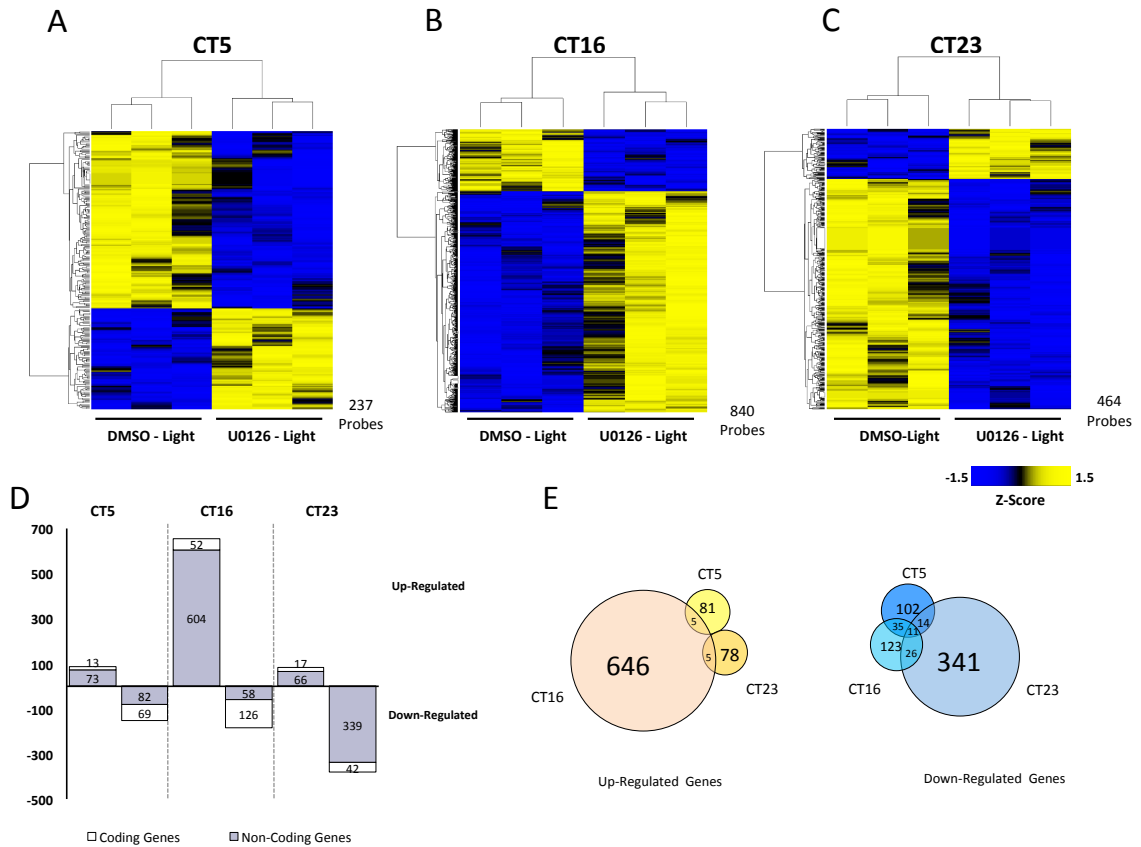 A
CT5
237
Probes
DMSO - Light
U0126 - Light
B
CT16
840
Probes
DMSO - Light
U0126 - Light
C
CT23
464
Probes
DMSO-Light
U0126 - Light
-1.5
1.5
Z-Score
D
CT5
CT16
CT23
700
500
300
100
-100
-300
-500
13
73
82
69
52
604
58
126
17
66
339
42
Up-Regulated
Down-Regulated
Coding Genes
Non-Coding Genes
E
CT5
81
5
646
5
78
CT16
CT23
Up-Regulated Genes
CT5
102
35
14
11
123
26
341
CT16
CT23
Down-Regulated Genes